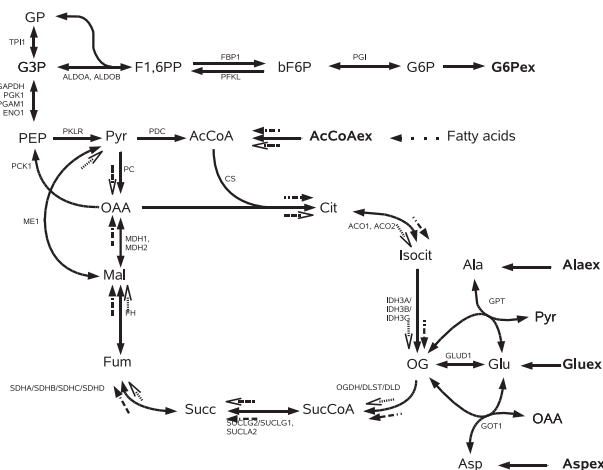 GP
TPI1
G3P
ALDOA, ALDOB
F1,6PP
FBP1
PFKL
bF6P
PGI
G6P
G6Pex
GAPDH
PGK1
PGAM1
ENO1
PEP
PKLR
Pyr
PDC
AcCoA
AcCoAex
Fatty acids
PCK1
PC
CS
ME1
OAA
Cit
MDH1,
MDH2
ACO1, ACO2
Isocit
Mal
Ala
Alaex
IDH3A/
IDH3B/
IDH3G
GPT
Pyr
FH
Fum
OG
GLUD1
Glu
Gluex
SDHA/SDHB/SDHC/SDHD
OGDH/DLST/DLD
Succ
SUCLG2/SUCLG1,
SUCLA2
SucCoA
GOT1
OAA
Asp
Aspex